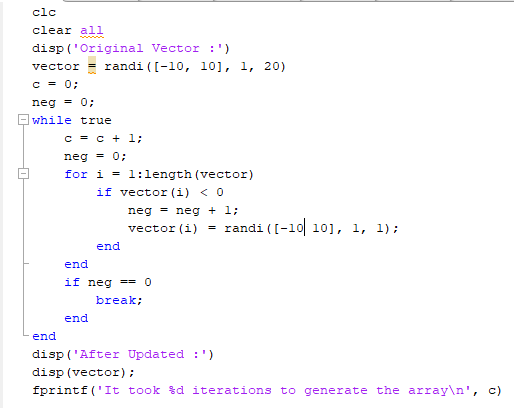 clc
clear all
disp('Original Vector :')
vector = randi([-10, 10], 1, 20)
c = 0;
neg = 0;
while true
    c = c + 1;
    neg = 0;
    for i = 1:length(vector)
        if vector(i) < 0
            neg = neg + 1;
            vector(i) = randi([-10 10], 1, 1);
        end
    end
    if neg == 0
        break;
    end
end
disp('After Updated :')
disp(vector);
fprintf('It took %d iterations to generate the array\n', c)